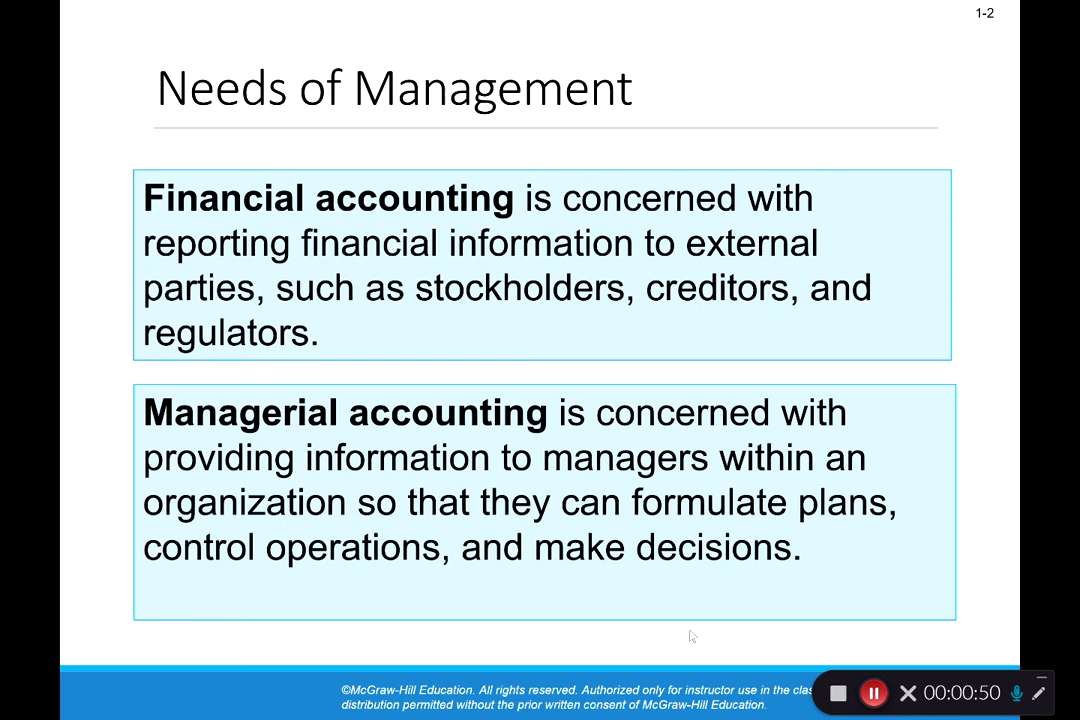 1-2
Needs of Management
Financial accounting is concerned with
reporting financial information to external
parties, such as stockholders, creditors, and
regulators.
Managerial accounting is concerned with
providing information to managers within an
organization so that they can formulate plans,
control operations, and make decisions.
©McGraw-Hill Education. All rights reserved. Authorized only for instructor use in the
distribution permitted without the prior written consent of McGraw-Hill Education.
00:00:50